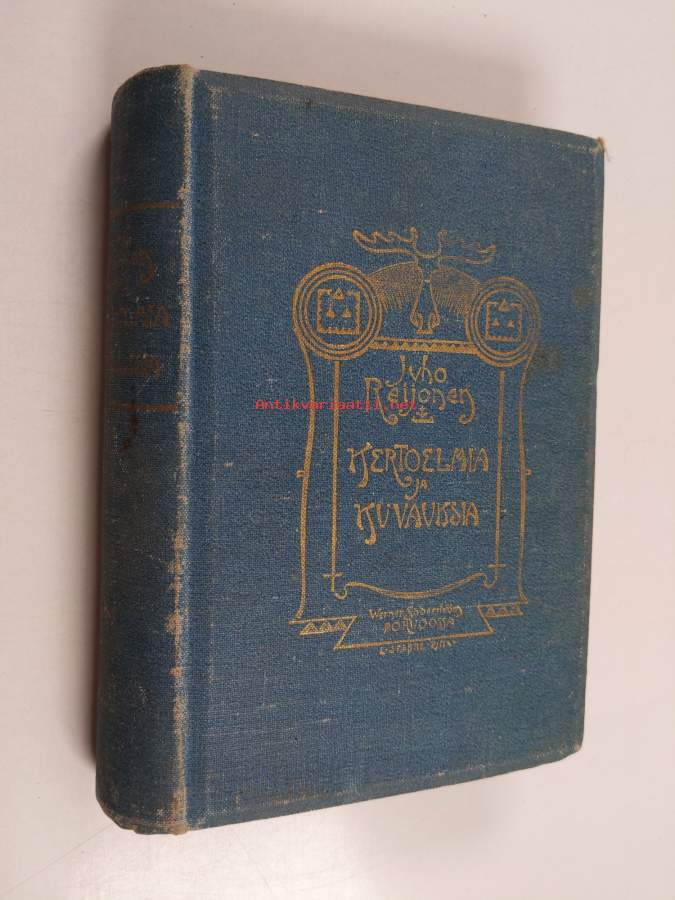 Juho
Reijonen
Antikvariaatti.net
KERTOELMIA
JA
KUVAUKSIA
Werner Söderström
PORVOOSSA